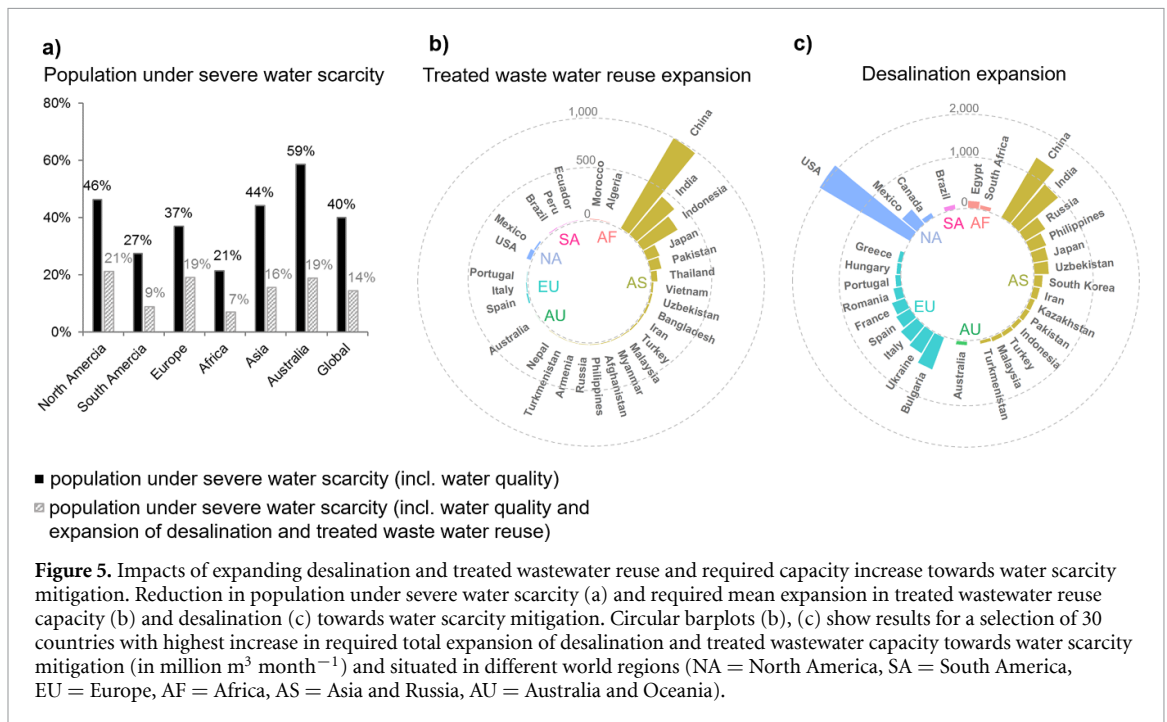 a)
Population under severe water scarcity
80%
60%
40%
20%
0%
46%
21%
27%
9%
37%
19%
21%
7%
44%
16%
59%
19%
40%
14%
North Amercia
South Amercia
Europe
Africa
Asia
Australia
Global
b)
Treated waste water reuse expansion
1,000
500
0
China
India
Indonesia
Japan
Pakistan
Thailand
Vietnam
Uzbekistan
Bangladesh
Iran
Turkey
Malaysia
Myanmar
Afghanistan
Philippines
Russia
Armenia
Turkmenistan
Nepal
Australia
Spain
Italy
Portugal
USA
Mexico
Brazil
Peru
Ecuador
Morocco
Algeria
SA
AF
NA
EU
AU
AS
c)
Desalination expansion
2,000
1,000
0
China
India
Russia
Philippines
Japan
Uzbekistan
South Korea
Iran
Kazakhstan
Pakistan
Indonesia
Turkey
Malaysia
Turkmenistan
Australia
Bulgaria
Ukraine
Italy
Spain
France
Romania
Portugal
Hungary
Greece
USA
Mexico
Canada
Brazil
Egypt
South Africa
SA
AF
NA
EU
AU
AS
population under severe water scarcity (incl. water quality)
population under severe water scarcity (incl. water quality and
expansion of desalination and treated waste water reuse)
Figure 5. Impacts of expanding desalination and treated wastewater reuse and required capacity increase towards water scarcity
mitigation. Reduction in population under severe water scarcity (a) and required mean expansion in treated wastewater reuse
capacity (b) and desalination (c) towards water scarcity mitigation. Circular barplots (b), (c) show results for a selection of 30
countries with highest increase in required total expansion of desalination and treated wastewater capacity towards water scarcity
mitigation (in million m³ month⁻¹) and situated in different world regions (NA = North America, SA = South America,
EU = Europe, AF = Africa, AS = Asia and Russia, AU = Australia and Oceania).